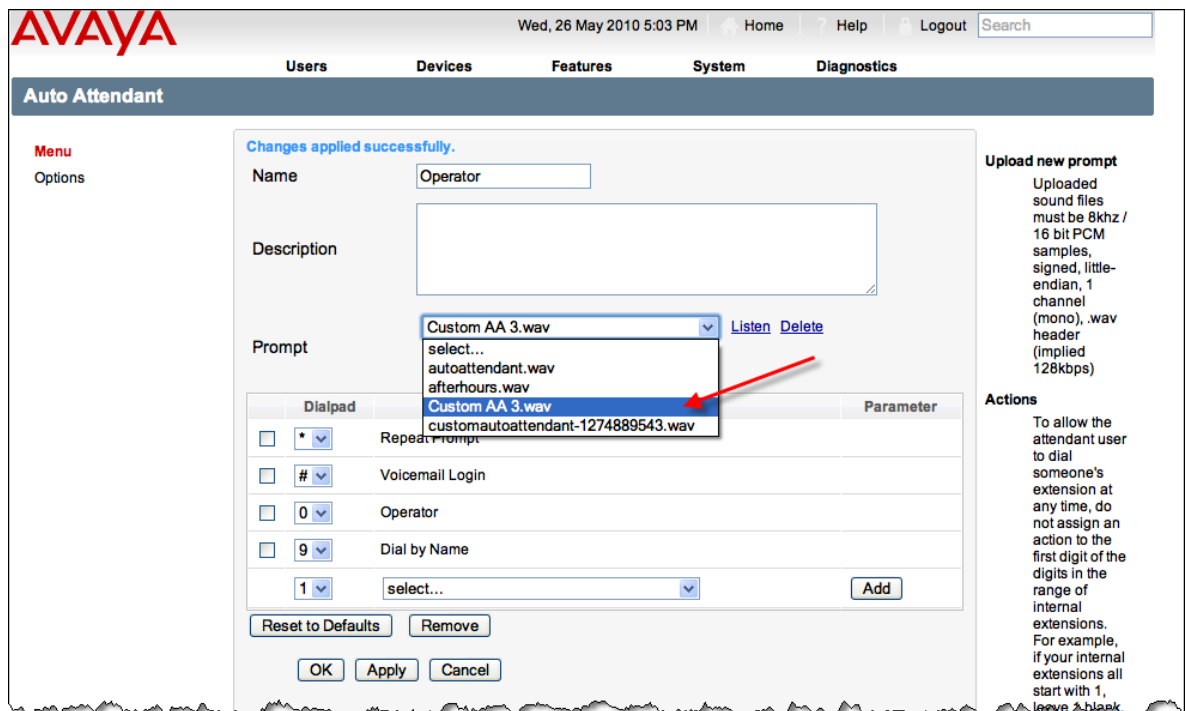 AVAYA
Wed, 26 May 2010 5:03 PM Home ? Help Logout Search
Users Devices Features System Diagnostics
Auto Attendant
Menu
Options
Changes applied successfully.
Name Operator
Description
Prompt
Custom AA 3.wav Listen Delete
select...
autoattendant.wav
afterhours.wav
Custom AA 3.wav
customautoattendant-1274889543.wav
Dialpad Parameter
* Repeat Prompt
# Voicemail Login
0 Operator
9 Dial by Name
1 select... Add
Reset to Defaults Remove
OK Apply Cancel
Upload new prompt
Uploaded
sound files
must be 8khz /
16 bit PCM
samples,
signed, little-
endian, 1
channel
(mono), .wav
header
(implied
128kbps)
Actions
To allow the
attendant user
to dial
someone's
extension at
any time, do
not assign an
action to the
first digit of the
digits in the
range of
internal
extensions.
For example,
if your internal
extensions all
start with 1,
leave 1 blank